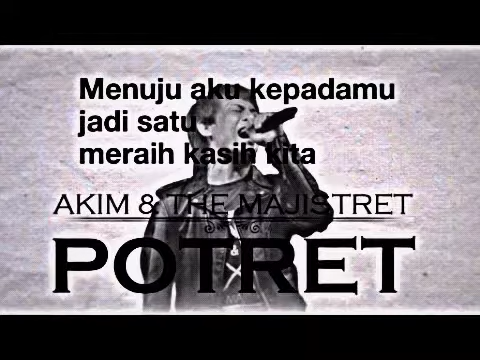 Menuju aku kepadamu
jadi satu
meraih kasih kita
AKIM & THE MAJISTRET
POTRET